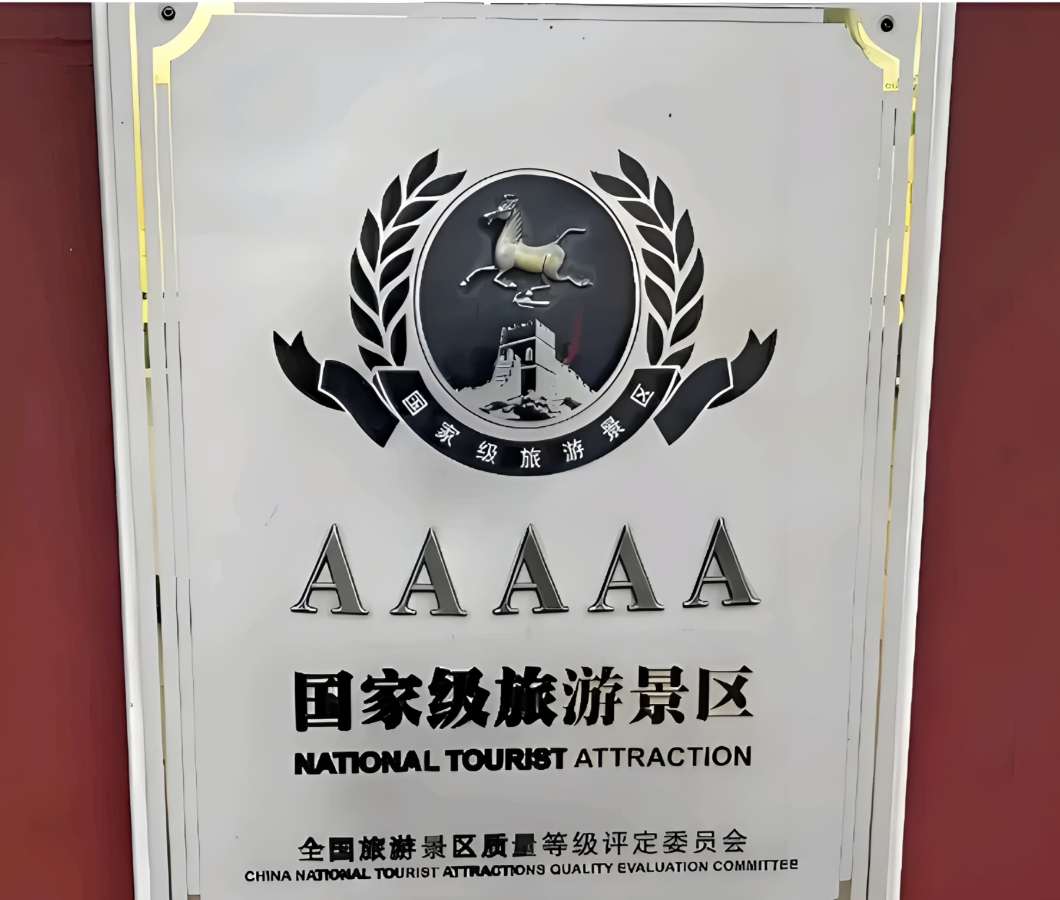 国家级旅游景区
AAAAA
国家级旅游景区
NATIONAL TOURIST ATTRACTION
全国旅游景区质量等级评定委员会
CHINA NATIONAL TOURIST ATTRACTIONS QUALITY EVALUATION COMMITTEE